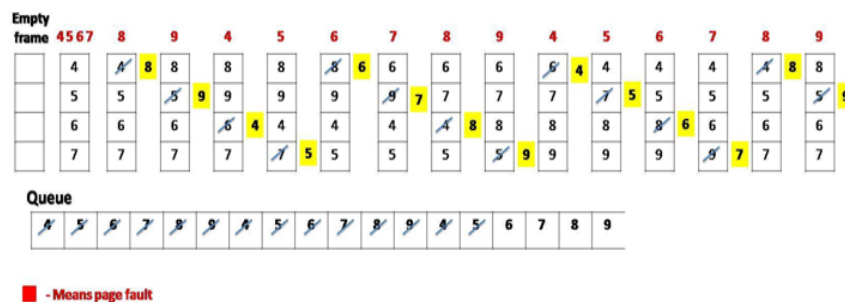 Empty
frame 4 5 6 7 8 9 4 5 6 7 8 9 4 5 6 7 8 9
4 4 8 8 8 8 8 6 6 6 6 6 4 4 4 4 4 8 8
5 5 5 9 9 9 9 9 7 7 7 7 7 5 5 5 5 5 9
6 6 6 6 4 4 4 4 4 8 8 8 8 8 6 6 6 6
7 7 7 7 7 5 5 5 5 5 9 9 9 9 9 7 7 7
Queue
4 5 6 7 8 9 4 5 6 7 8 9 4 5 6 7 8 9
- Means page fault